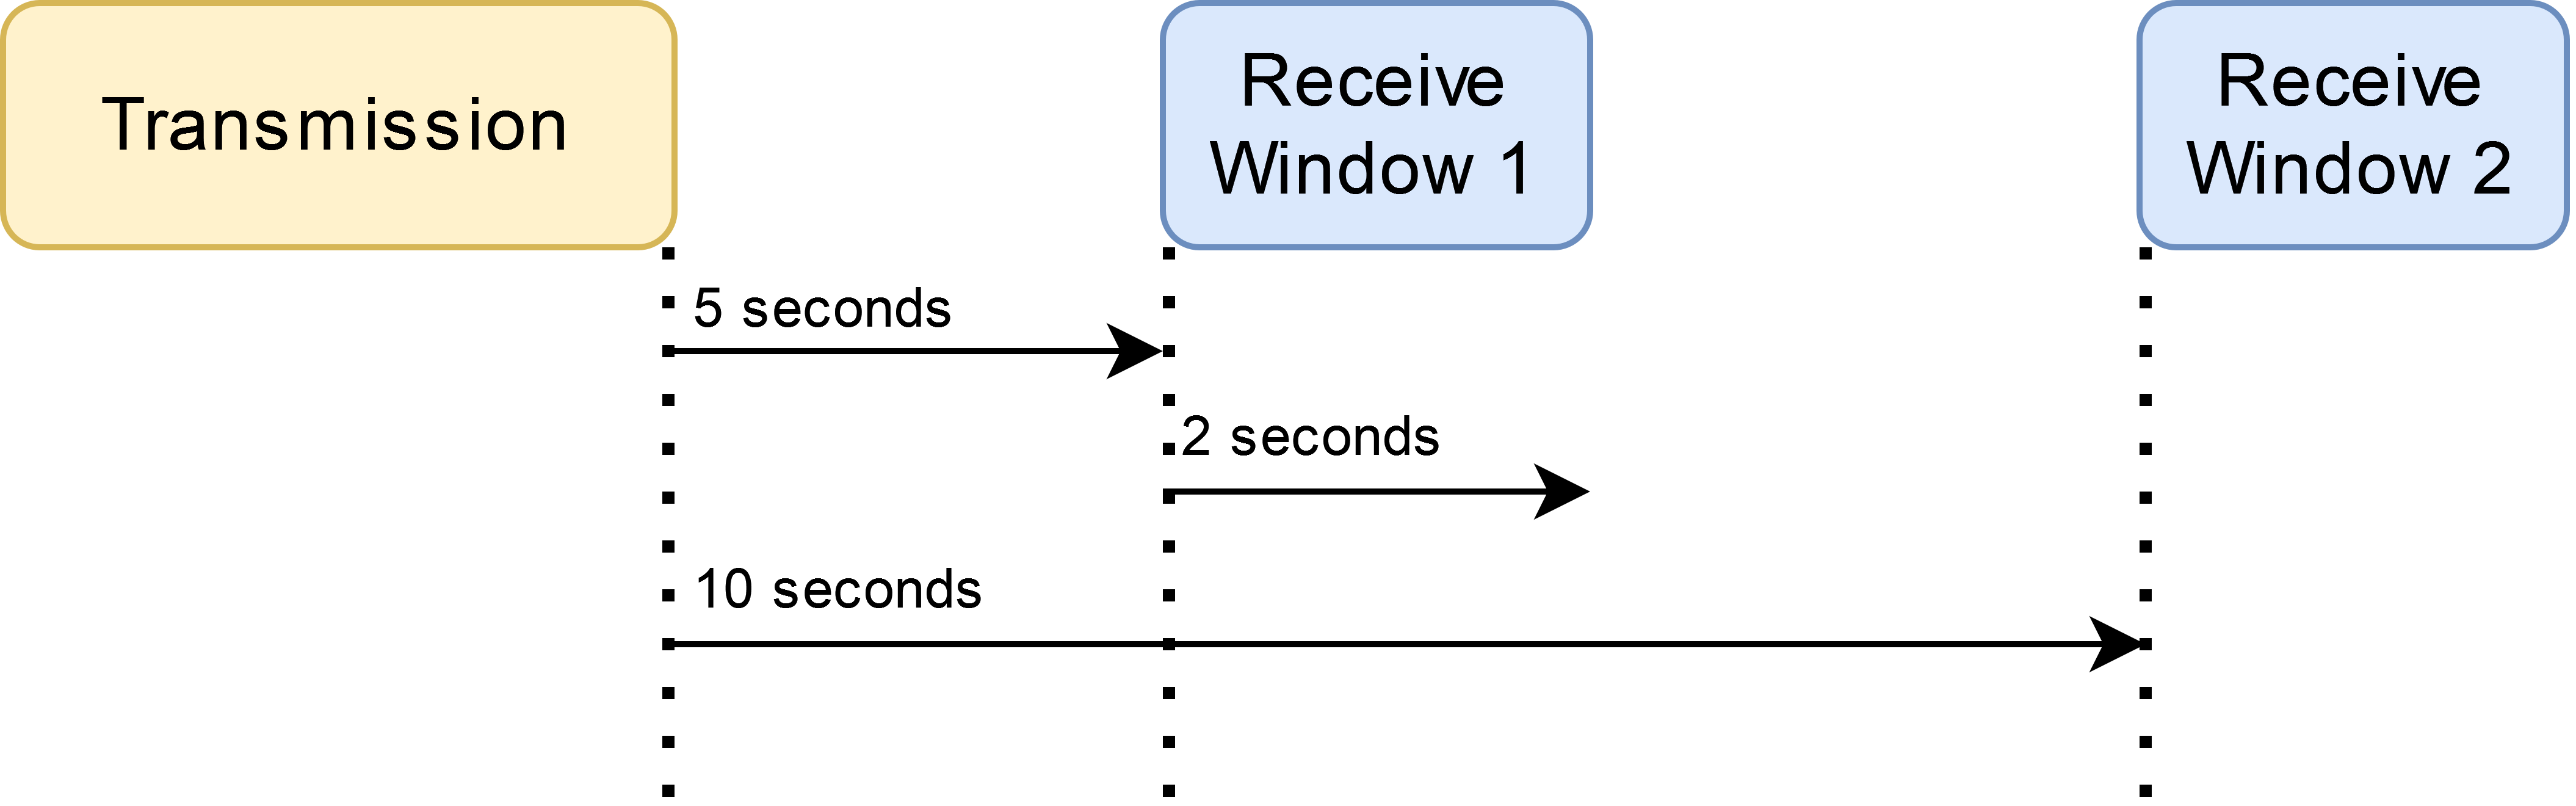 Transmission
Receive
Window 1
Receive
Window 2
5 seconds
2 seconds
10 seconds